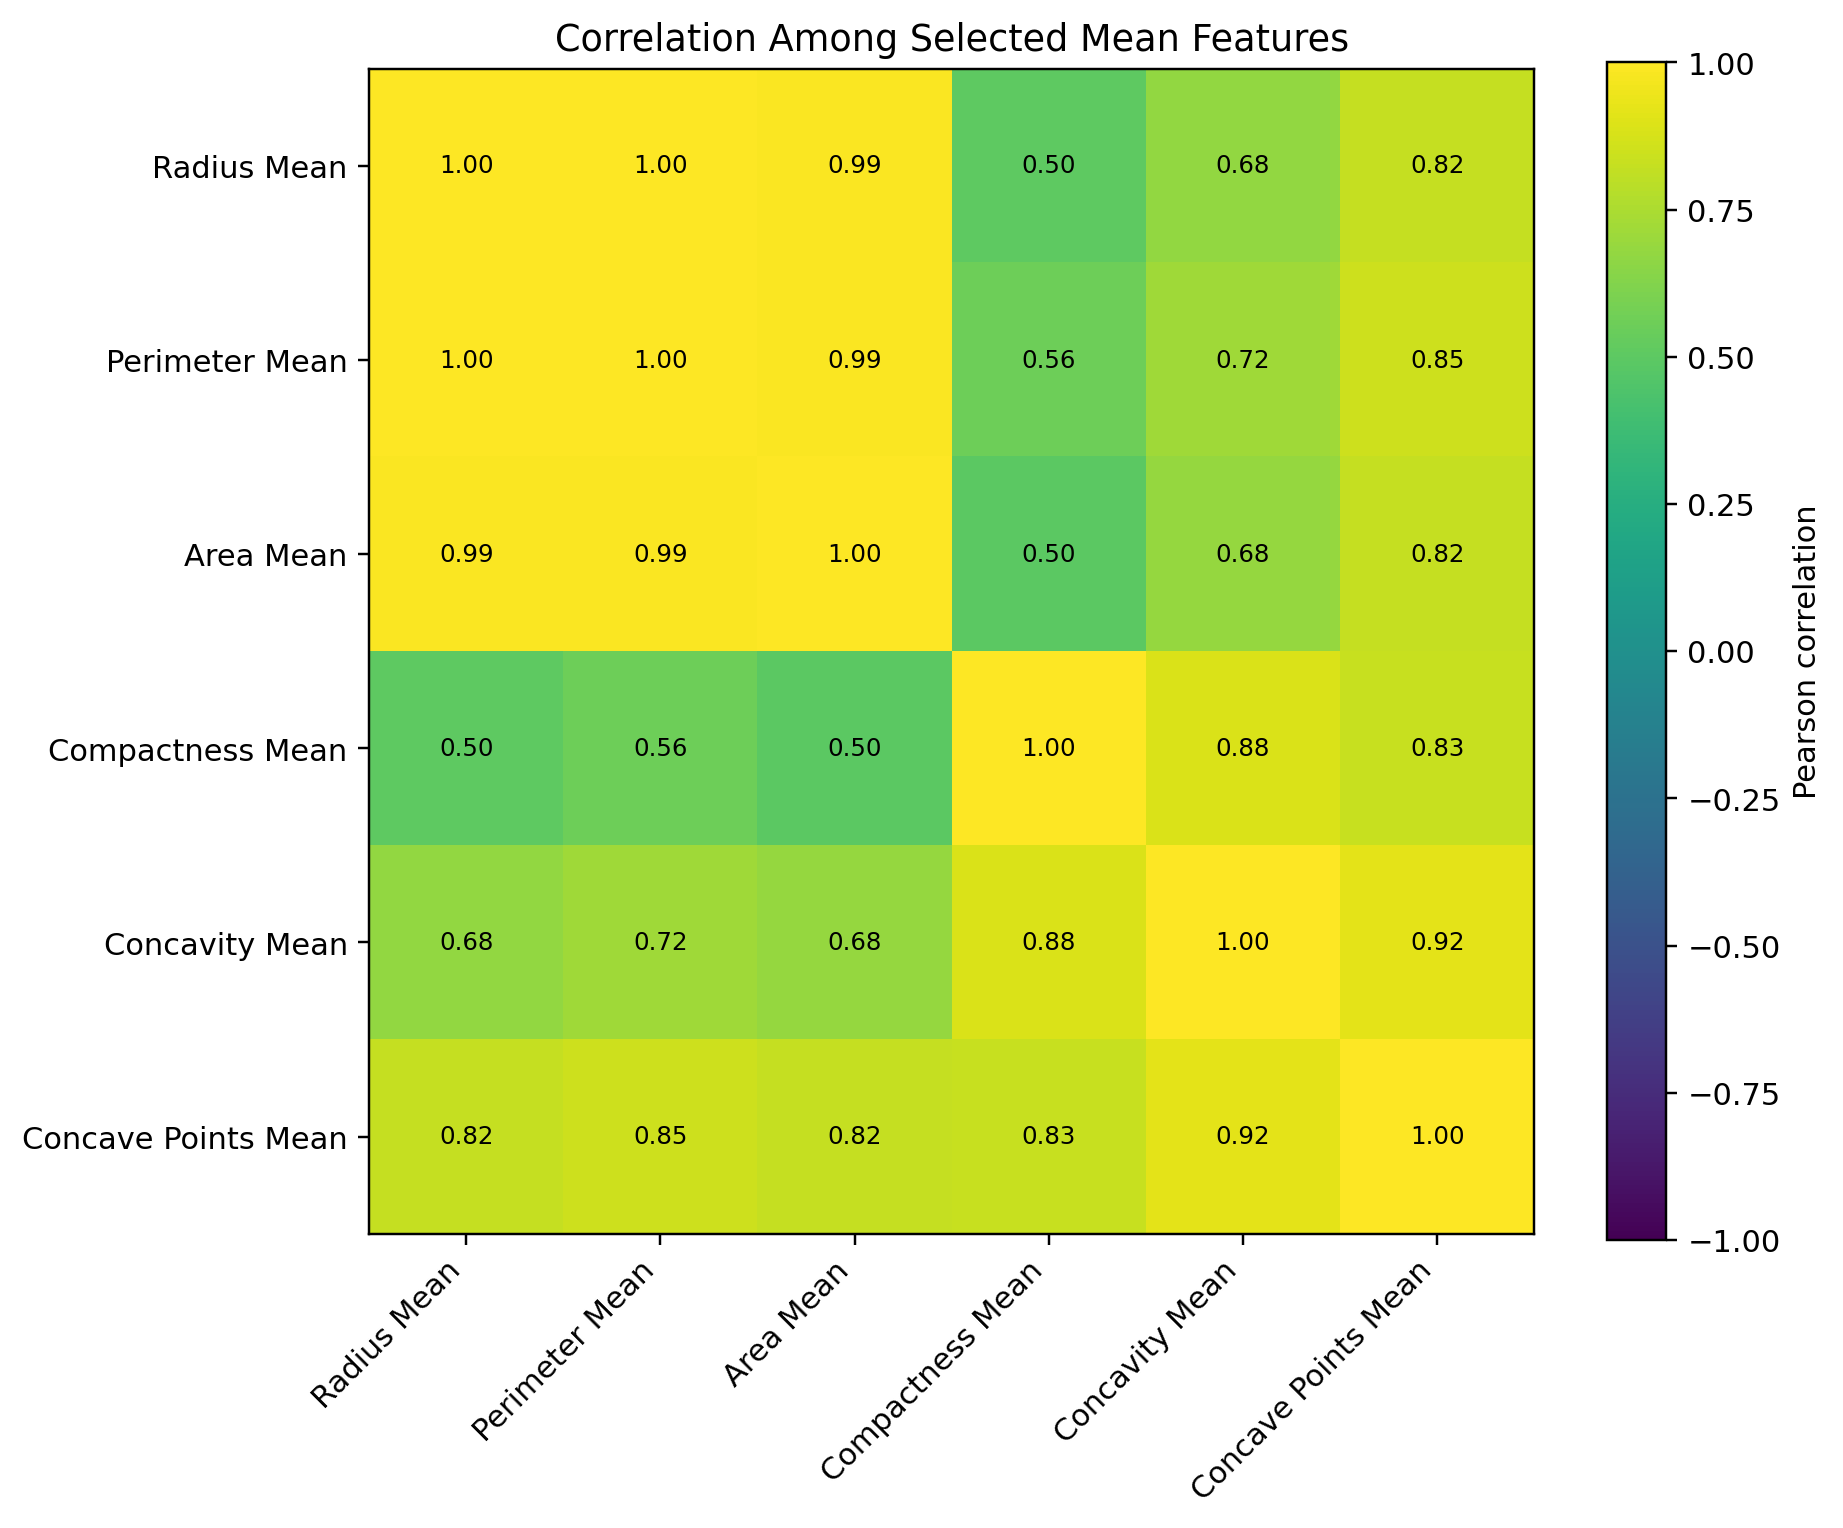 Correlation Among Selected Mean Features
Radius Mean 1.00 1.00 0.99 0.50 0.68 0.82
Perimeter Mean 1.00 1.00 0.99 0.56 0.72 0.85
Area Mean 0.99 0.99 1.00 0.50 0.68 0.82
Compactness Mean 0.50 0.56 0.50 1.00 0.88 0.83
Concavity Mean 0.68 0.72 0.68 0.88 1.00 0.92
Concave Points Mean 0.82 0.85 0.82 0.83 0.92 1.00
Radius Mean
Perimeter Mean
Area Mean
Compactness Mean
Concavity Mean
Concave Points Mean
1.00
0.75
0.50
0.25
0.00
−0.25
−0.50
−0.75
−1.00
Pearson correlation